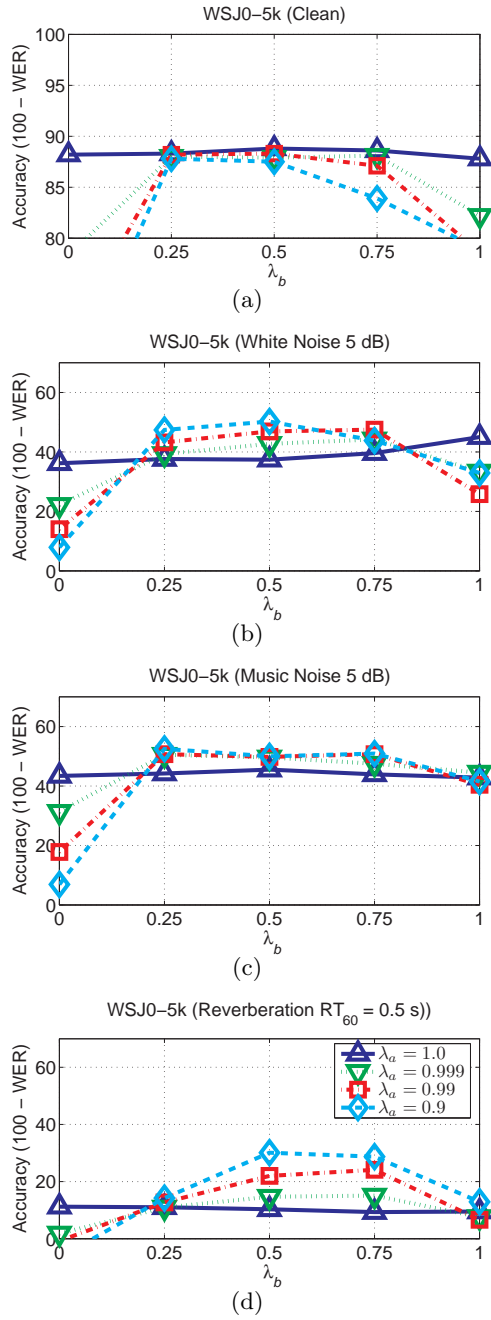 WSJ0−5k (Clean)
100
95
90
85
80
Accuracy (100 − WER)
0 0.25 0.5 0.75 1
λb
(a)
WSJ0−5k (White Noise 5 dB)
60
40
20
0
Accuracy (100 − WER)
0 0.25 0.5 0.75 1
λb
(b)
WSJ0−5k (Music Noise 5 dB)
60
40
20
0
Accuracy (100 − WER)
0 0.25 0.5 0.75 1
λb
(c)
WSJ0−5k (Reverberation RT60 = 0.5 s))
60
40
20
0
Accuracy (100 − WER)
λa = 1.0
λa = 0.999
λa = 0.99
λa = 0.9
0 0.25 0.5 0.75 1
λb
(d)